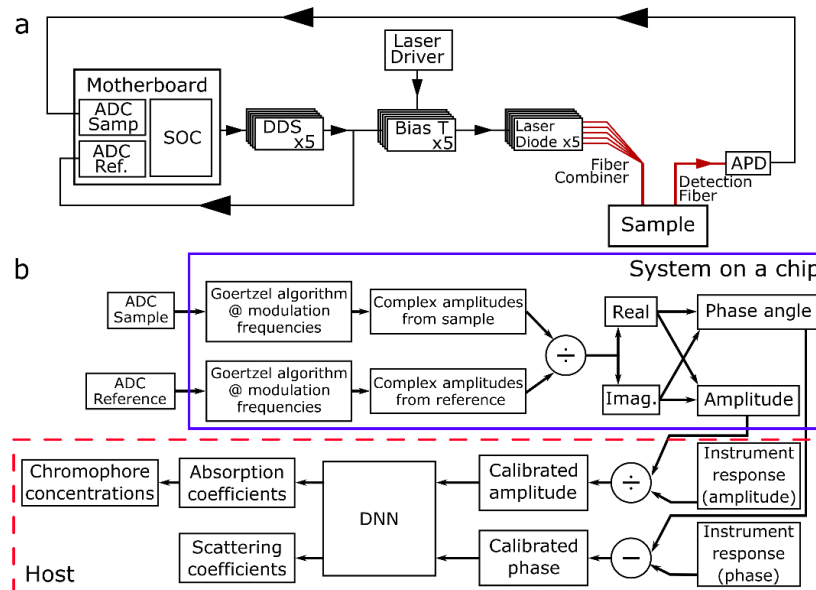 a
Laser
Driver
Motherboard
ADC
Samp
SOC
ADC
Ref.
DDS
x5
Bias T
x5
Laser
Diode x5
Fiber
Combiner
Detection
Fiber
APD
Sample
b
System on a chip
ADC
Sample
Goertzel algorithm
@ modulation
frequencies
Complex amplitudes
from sample
÷
Real
Phase angle
ADC
Reference
Goertzel algorithm
@ modulation
frequencies
Complex amplitudes
from reference
Imag.
Amplitude
Chromophore
concentrations
Absorption
coefficients
DNN
Calibrated
amplitude
÷
Instrument
response
(amplitude)
Scattering
coefficients
Calibrated
phase
−
Instrument
response
(phase)
Host